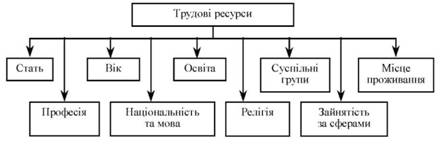 Трудові ресурси
Стать
Вік
Освіта
Суспільні
групи
Місце
проживання
Професія
Національність
та мова
Релігія
Зайнятість
за сферами